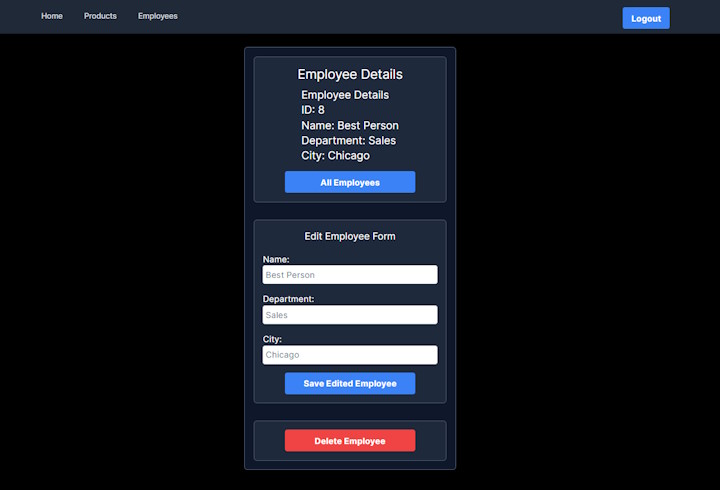 Home Products Employees Logout
Employee Details
Employee Details
ID: 8
Name: Best Person
Department: Sales
City: Chicago
All Employees
Edit Employee Form
Name:
Best Person
Department:
Sales
City:
Chicago
Save Edited Employee
Delete Employee